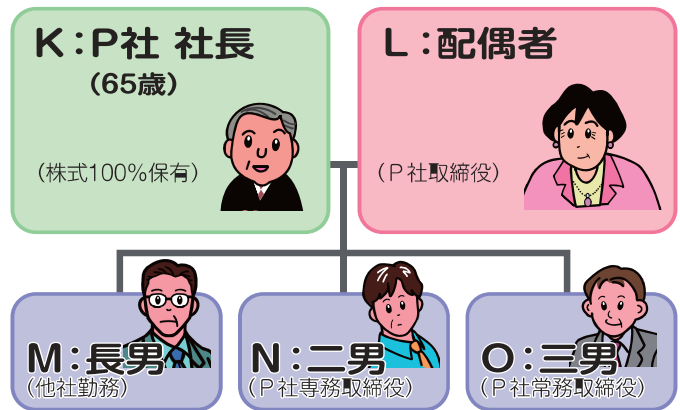 K：P社 社長
（65歳）
（株式100％保有）
L：配偶者
（P社取締役）
M：長男
（他社勤務）
N：二男
（P社専務取締役）
O：三男
（P社常務取締役）